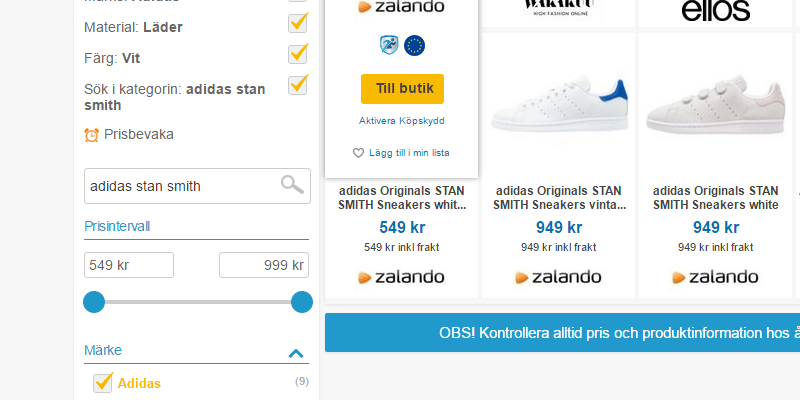 Material: Läder
Färg: Vit
Sök i kategorin: adidas stan
smith
Prisbevaka
adidas stan smith
Prisintervall
549 kr
999 kr
Märke
Adidas
(9)
zalando
Till butik
Aktivera Köpskydd
Lägg till i min lista
adidas Originals STAN
SMITH Sneakers whit...
549 kr
549 kr inkl frakt
zalando
HIGH FASHION ONLINE
adidas Originals STAN
SMITH Sneakers vinta...
949 kr
949 kr inkl frakt
zalando
ellos
adidas Originals STAN
SMITH Sneakers white
949 kr
949 kr inkl frakt
zalando
OBS! Kontrollera alltid pris och produktinformation hos